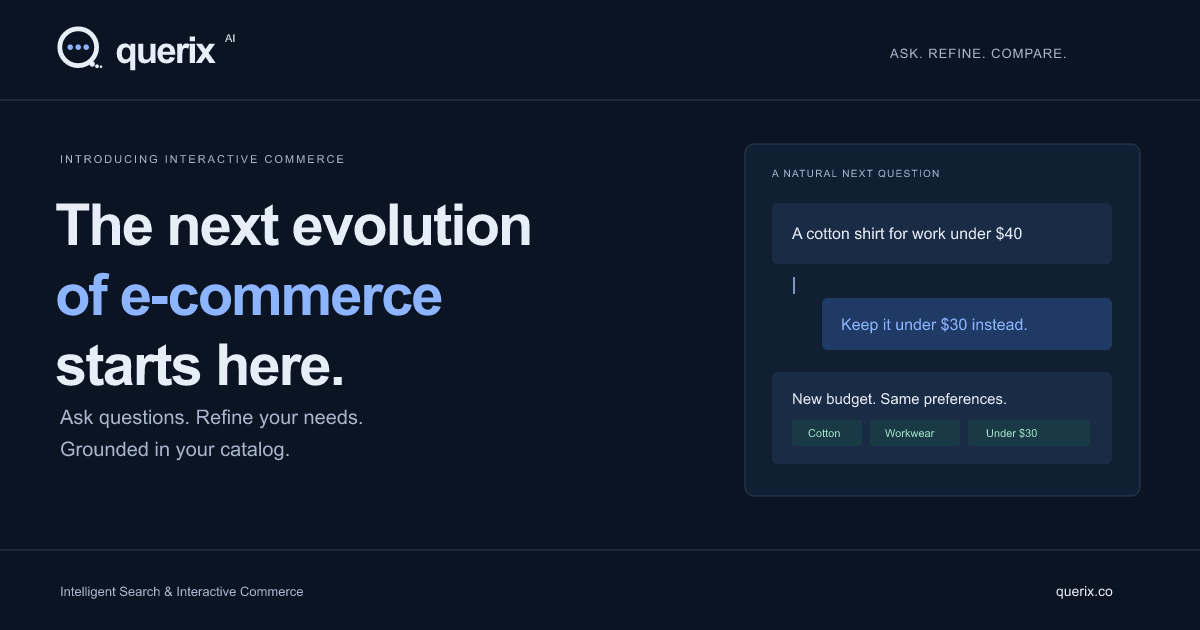 querix AI
ASK. REFINE. COMPARE.
INTRODUCING INTERACTIVE COMMERCE
The next evolution
of e-commerce
starts here.
Ask questions. Refine your needs.
Grounded in your catalog.
A NATURAL NEXT QUESTION
A cotton shirt for work under $40
Keep it under $30 instead.
New budget. Same preferences.
Cotton Workwear Under $30
Intelligent Search & Interactive Commerce
querix.co